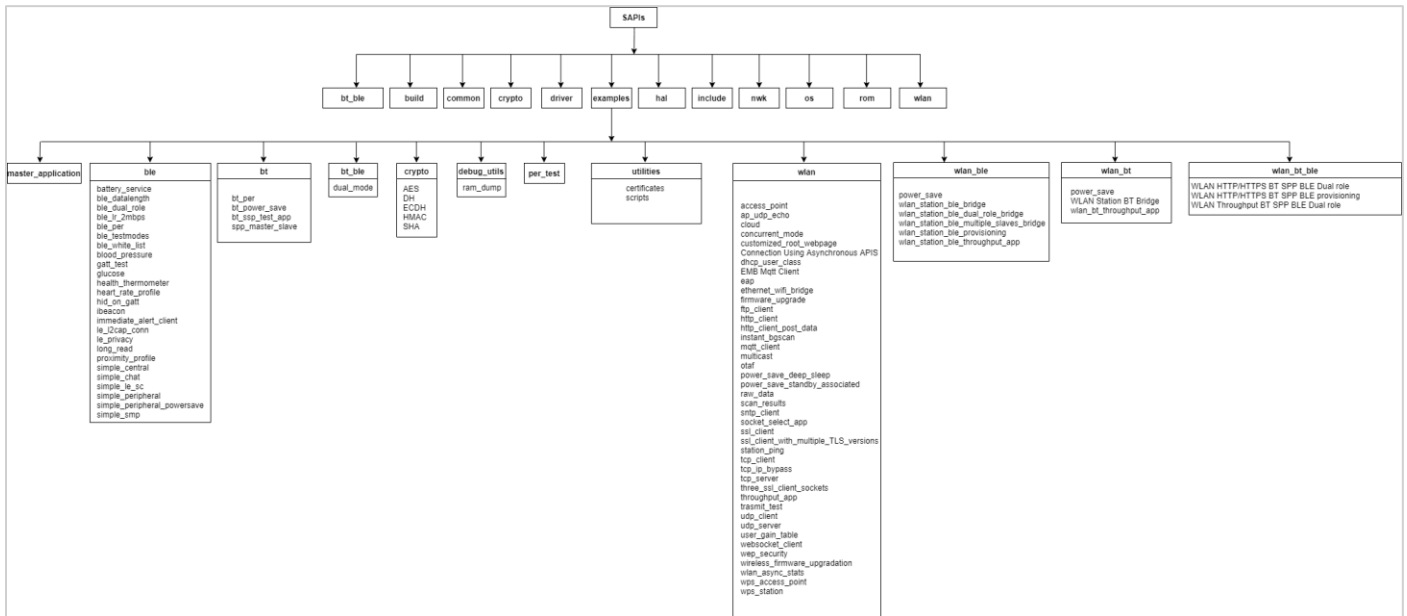 SAPIs
bt_ble
build
common
crypto
driver
examples
hal
include
nwk
os
rom
wlan
master_application
ble
battery_service
ble_datalength
ble_dual_role
ble_lr_2mbps
ble_per
ble_testmodes
ble_white_list
blood_pressure
gatt_test
glucose
health_thermometer
heart_rate_profile
hid_on_gatt
ibeacon
immediate_alert_client
le_l2cap_conn
le_privacy
long_read
proximity_profile
simple_central
simple_chat
simple_le_sc
simple_peripheral
simple_peripheral_powersave
simple_smp
bt
bt_per
bt_power_save
bt_ssp_test_app
spp_master_slave
bt_ble
dual_mode
crypto
AES
DH
ECDH
HMAC
SHA
debug_utils
ram_dump
per_test
utilities
certificates
scripts
wlan
access_point
ap_udp_echo
cloud
concurrent_mode
customized_root_webpage
Connection Using Asynchronous APIS
dhcp_user_class
EMB Mqtt Client
eap
ethernet_wifi_bridge
firmware_upgrade
ftp_client
http_client
http_client_post_data
instant_bgscan
mqtt_client
multicast
otaf
power_save_deep_sleep
power_save_standby_associated
raw_data
scan_results
sntp_client
socket_select_app
ssl_client
ssl_client_with_multiple_TLS_versions
station_ping
tcp_client
tcp_ip_bypass
tcp_server
three_ssl_client_sockets
throughput_app
trasmit_test
udp_client
udp_server
user_gain_table
websocket_client
wep_security
wireless_firmware_upgradation
wlan_async_stats
wps_access_point
wps_station
wlan_ble
power_save
wlan_station_ble_bridge
wlan_station_ble_dual_role_bridge
wlan_station_ble_multiple_slaves_bridge
wlan_station_ble_provisioning
wlan_station_ble_throughput_app
wlan_bt
power_save
WLAN Station BT Bridge
wlan_bt_throughput_app
wlan_bt_ble
WLAN HTTP/HTTPS BT SPP BLE Dual role
WLAN HTTP/HTTPS BT SPP BLE provisioning
WLAN Throughput BT SPP BLE Dual role